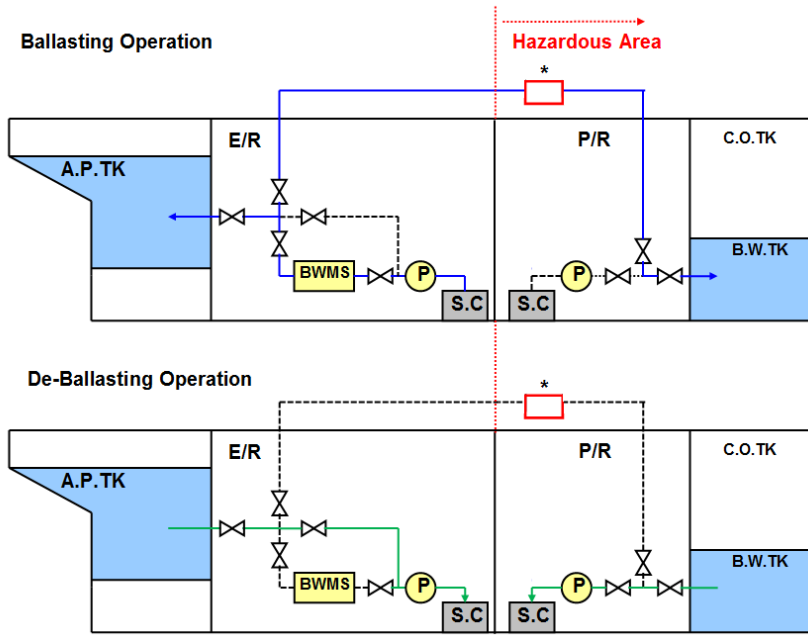 Ballasting Operation
Hazardous Area
*
E/R
P/R
C.O.TK
A.P.TK
B.W.TK
BWMS
P
P
S.C
S.C
De-Ballasting Operation
*
E/R
P/R
C.O.TK
A.P.TK
B.W.TK
BWMS
P
P
S.C
S.C